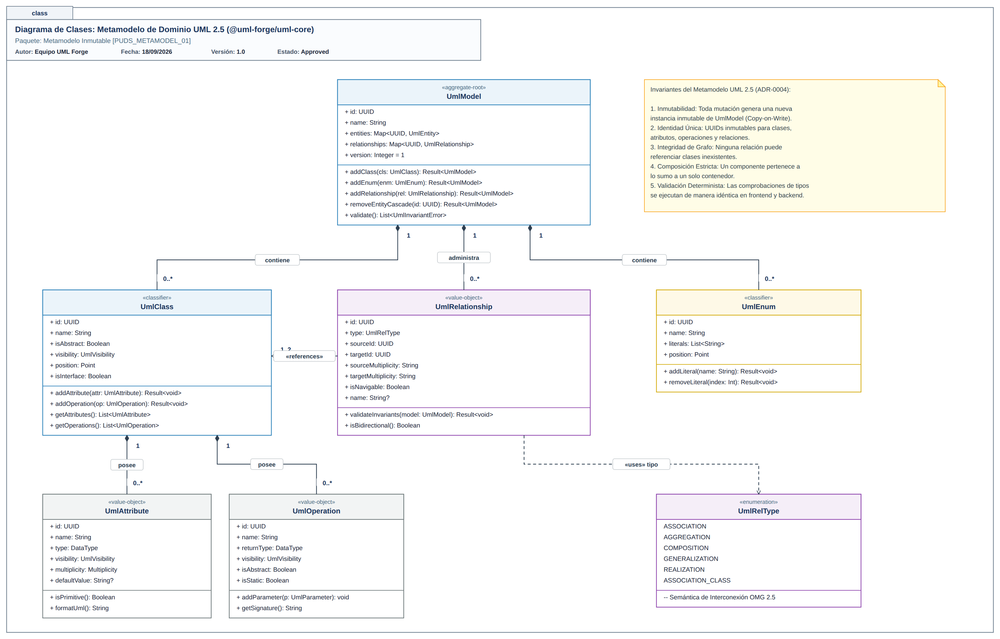 class
Diagrama de Clases: Metamodelo de Dominio UML 2.5 (@uml-forge/uml-core)
Paquete: Metamodelo Inmutable [PUDS_METAMODEL_01]
Autor: Equipo UML Forge Fecha: 18/09/2026 Versión: 1.0 Estado: Approved
«aggregate-root»
UmlModel
+ id: UUID
+ name: String
+ entities: Map<UUID, UmlEntity>
+ relationships: Map<UUID, UmlRelationship>
+ version: Integer = 1
+ addClass(cls: UmlClass): Result<UmlModel>
+ addEnum(enm: UmlEnum): Result<UmlModel>
+ addRelationship(rel: UmlRelationship): Result<UmlModel>
+ removeEntityCascade(id: UUID): Result<UmlModel>
+ validate(): List<UmlInvariantError>
Invariantes del Metamodelo UML 2.5 (ADR-0004):
1. Inmutabilidad: Toda mutación genera una nueva
instancia inmutable de UmlModel (Copy-on-Write).
2. Identidad Única: UUIDs inmutables para clases,
atributos, operaciones y relaciones.
3. Integridad de Grafo: Ninguna relación puede
referenciar clases inexistentes.
4. Composición Estricta: Un componente pertenece a
lo sumo a un solo contenedor.
5. Validación Determinista: Las comprobaciones de tipos
se ejecutan de manera idéntica en frontend y backend.
1
1
1
contiene
administra
contiene
0..*
0..*
0..*
«classifier»
UmlClass
+ id: UUID
+ name: String
+ isAbstract: Boolean
+ visibility: UmlVisibility
+ position: Point
+ isInterface: Boolean
+ addAttribute(attr: UmlAttribute): Result<void>
+ addOperation(op: UmlOperation): Result<void>
+ getAttributes(): List<UmlAttribute>
+ getOperations(): List<UmlOperation>
«references»
«value-object»
UmlRelationship
+ id: UUID
+ type: UmlRelType
+ sourceId: UUID
+ targetId: UUID
+ sourceMultiplicity: String
+ targetMultiplicity: String
+ isNavigable: Boolean
+ name: String?
+ validateInvariants(model: UmlModel): Result<void>
+ isBidirectional(): Boolean
«classifier»
UmlEnum
+ id: UUID
+ name: String
+ literals: List<String>
+ position: Point
+ addLiteral(name: String): Result<void>
+ removeLiteral(index: Int): Result<void>
1
1
posee
posee
«uses» tipo
0..*
0..*
«value-object»
UmlAttribute
+ id: UUID
+ name: String
+ type: DataType
+ visibility: UmlVisibility
+ multiplicity: Multiplicity
+ defaultValue: String?
+ isPrimitive(): Boolean
+ formatUml(): String
«value-object»
UmlOperation
+ id: UUID
+ name: String
+ returnType: DataType
+ visibility: UmlVisibility
+ isAbstract: Boolean
+ isStatic: Boolean
+ addParameter(p: UmlParameter): void
+ getSignature(): String
«enumeration»
UmlRelType
ASSOCIATION
AGGREGATION
COMPOSITION
GENERALIZATION
REALIZATION
ASSOCIATION_CLASS
-- Semántica de Interconexión OMG 2.5